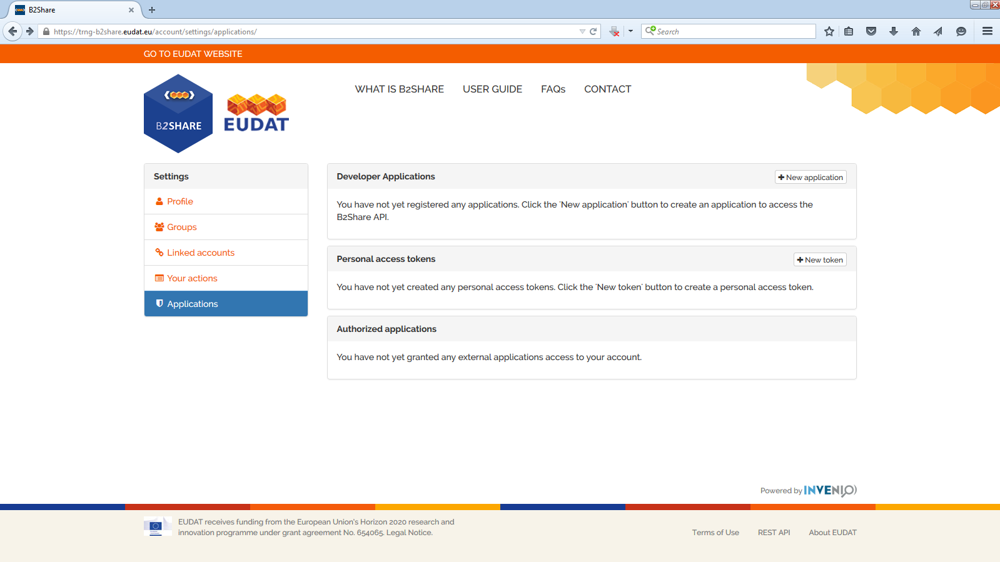 B2Share
https://trng-b2share.eudat.eu/account/settings/applications/
Search
GO TO EUDAT WEBSITE
B2SHARE
EUDAT
WHAT IS B2SHARE
USER GUIDE
FAQs
CONTACT
Settings
Profile
Groups
Linked accounts
Your actions
Applications
Developer Applications
New application
You have not yet registered any applications. Click the 'New application' button to create an application to access the
B2Share API.
Personal access tokens
New token
You have not yet created any personal access tokens. Click the 'New token' button to create a personal access token.
Authorized applications
You have not yet granted any external applications access to your account.
Powered by INVENIO
EUDAT receives funding from the European Union's Horizon 2020 research and
innovation programme under grant agreement No. 654065. Legal Notice.
Terms of Use
REST API
About EUDAT